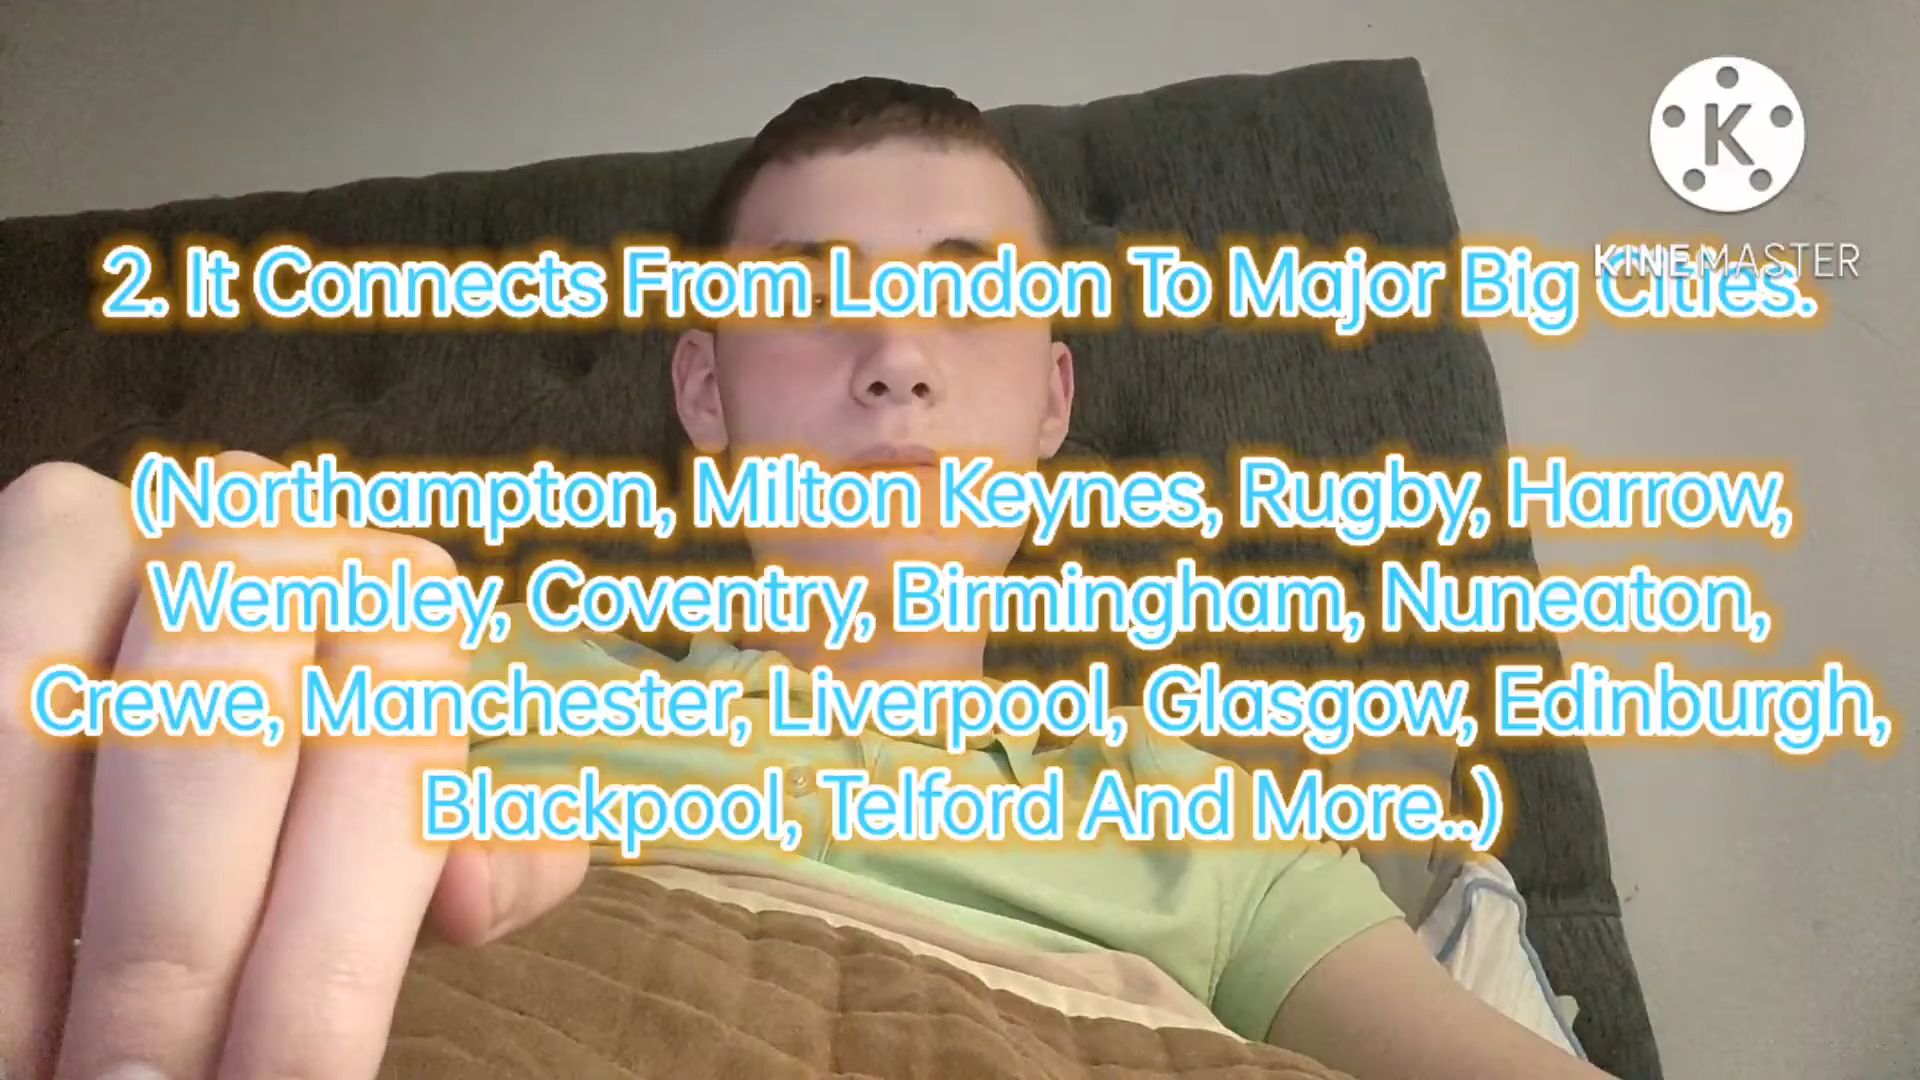 K
KINEMASTER
2. It Connects From London To Major Big Cities.
(Northampton, Milton Keynes, Rugby, Harrow,
Wembley, Coventry, Birmingham, Nuneaton,
Crewe, Manchester, Liverpool, Glasgow, Edinburgh,
Blackpool, Telford And More..)